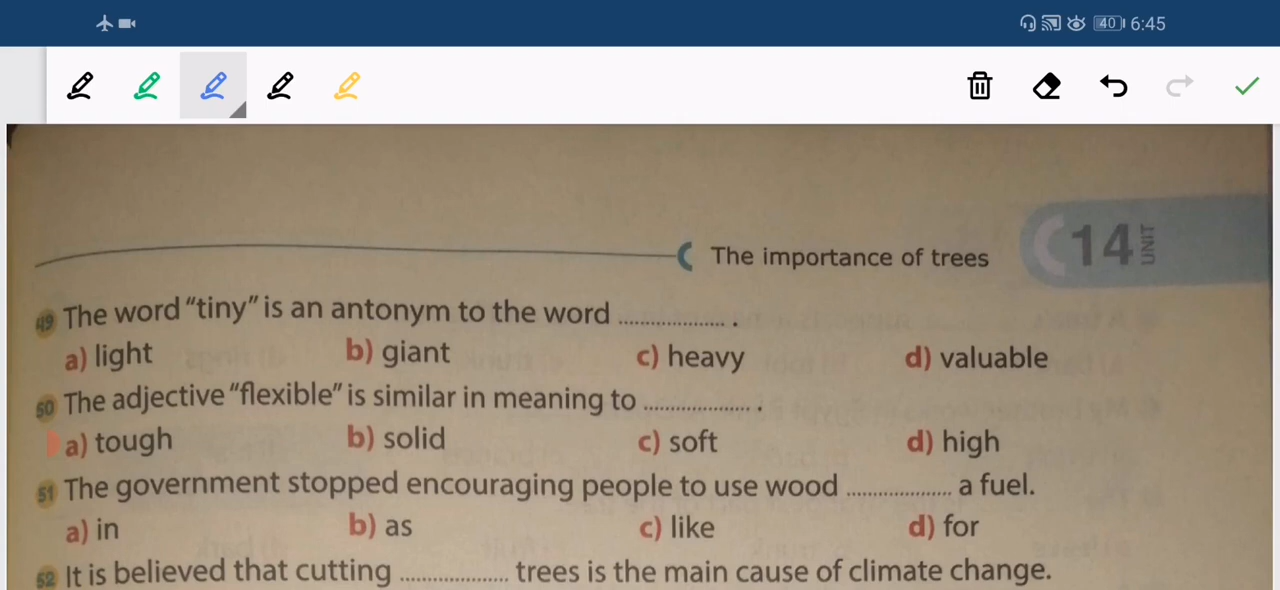 40 6:45
The importance of trees 14 UNIT
49 The word “tiny” is an antonym to the word ............. .
a) light b) giant c) heavy d) valuable
50 The adjective “flexible” is similar in meaning to ............. .
a) tough b) solid c) soft d) high
51 The government stopped encouraging people to use wood ................ a fuel.
a) in b) as c) like d) for
52 It is believed that cutting ................ trees is the main cause of climate change.